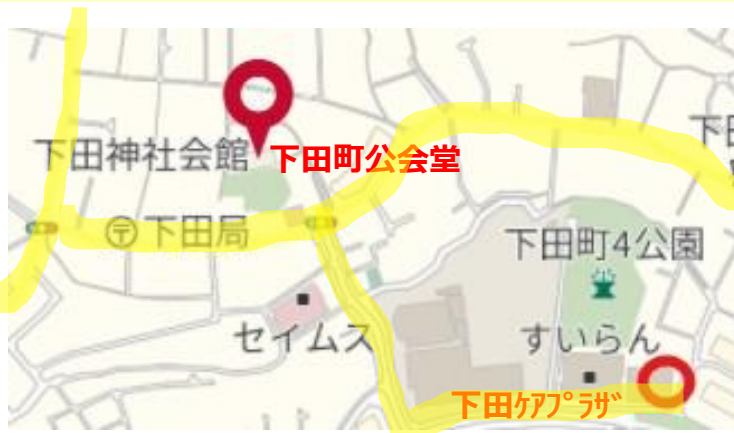 下田神社会館
下田町公会堂
〒下田局
下田町4公園
セイムス
すいらん
下田ｹｱﾌﾟﾗｻﾞ